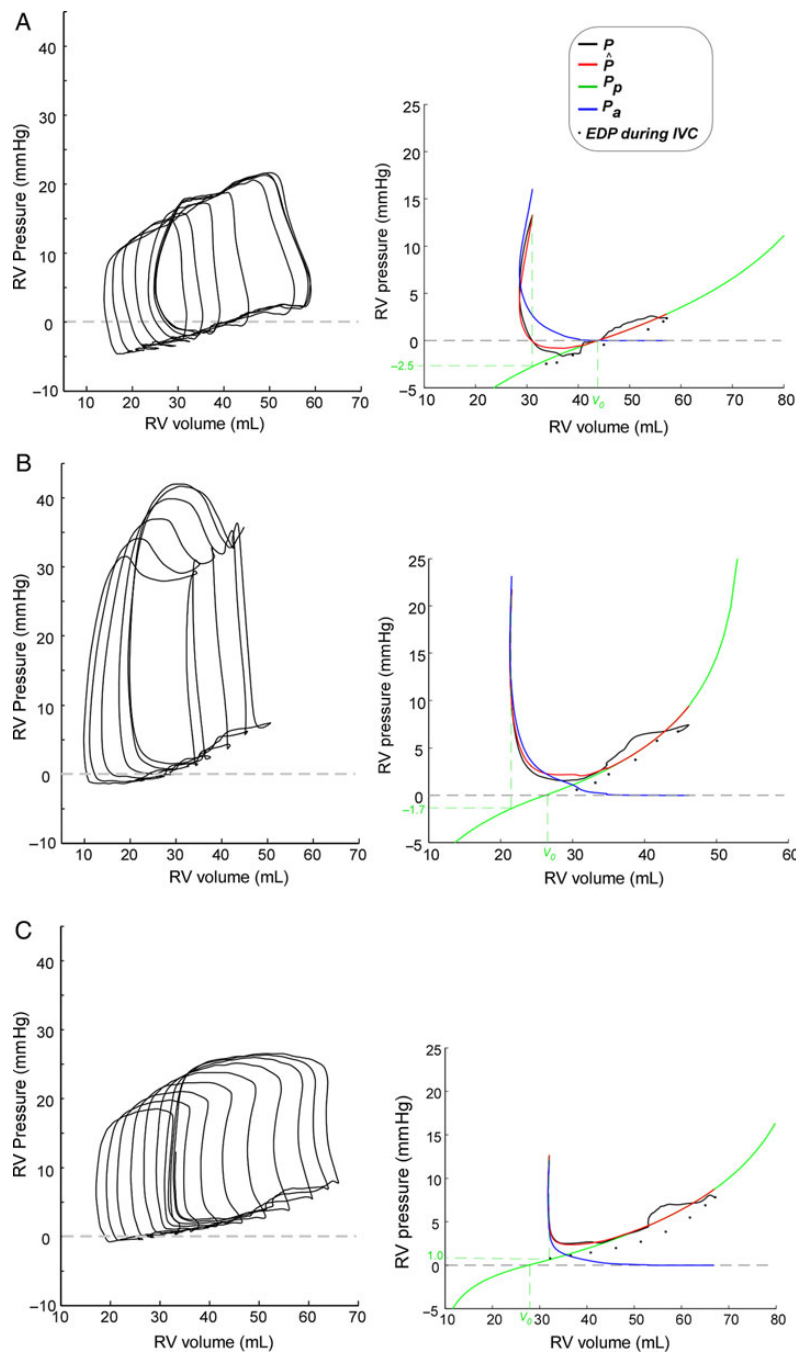 A
40
30
20
10
0
−10
RV Pressure (mmHg)
10 20 30 40 50 60 70
RV volume (mL)
P
P̂
Pp
Pa
EDP during IVC
25
20
15
10
5
0
−2.5
−5
RV pressure (mmHg)
V0
10 20 30 40 50 60 70 80
RV volume (mL)
B
40
30
20
10
0
−10
RV Pressure (mmHg)
10 20 30 40 50 60 70
RV volume (mL)
25
20
15
10
5
0
−1.7
−5
RV pressure (mmHg)
V0
10 20 30 40 50 60
RV volume (mL)
C
40
30
20
10
0
−10
RV Pressure (mmHg)
10 20 30 40 50 60 70
RV volume (mL)
25
20
15
10
5
1.0
0
−5
RV pressure (mmHg)
V0
10 20 30 40 50 60 70 80
RV volume (mL)